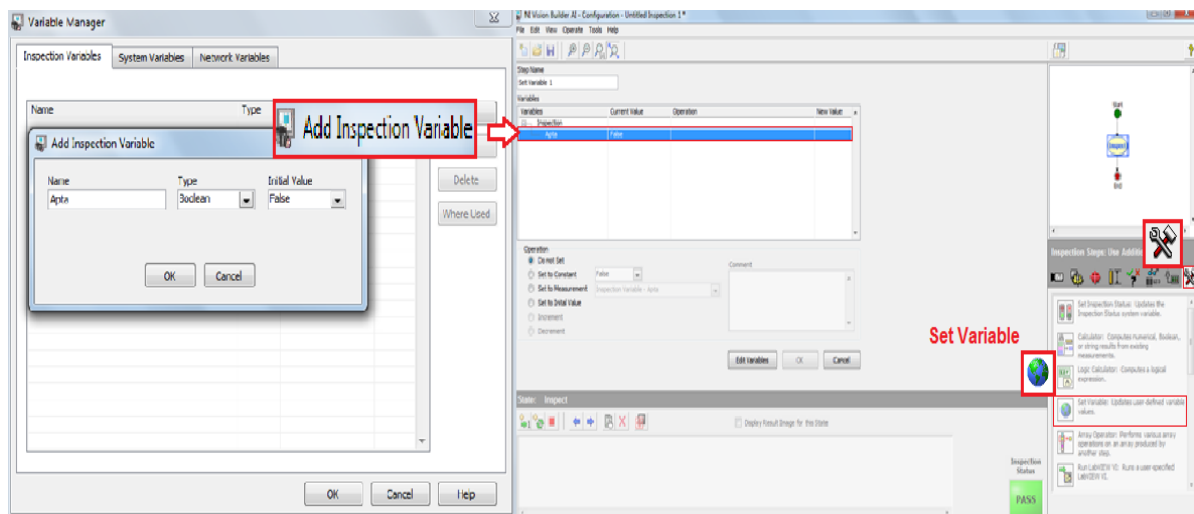 Variable Manager
Inspection Variables
System Variables
Network Variables
Name
Type
Add Inspection Variable
Add Inspection Variable
Name
Type
Initial Value
Apta
Boolean
False
OK
Cancel
Delete
Where Used
OK
Cancel
Help
NI Vision Builder AI - Configuration - Untitled Inspection 1 *
File Edit View Operate Tools Help
Step Name
Set Variable 1
Variables
Variables
Current Value
Operation
New Value
Inspection
Apta
False
Operation
Do not Set
Set to Constant
False
Set to Measurement
Inspection Variable - Apta
Set to Initial Value
Increment
Decrement
Comment
Edit Variables
OK
Cancel
State: Inspect
Display Result Image for this State
Inspection
Status
PASS
Start
Inspect
End
Inspection Steps: Use Additi
Set Variable
Set Inspection Status: Updates the
Inspection Status system variable.
Calculator: Computes numerical, Boolean,
or string results from existing
measurements.
Logic Calculator: Computes a logical
expression.
Set Variable: Updates user-defined variable
values.
Array Operator: Performs various array
operations on an array produced by
another step.
Run LabVIEW VI: Runs a user-specified
LabVIEW VI.